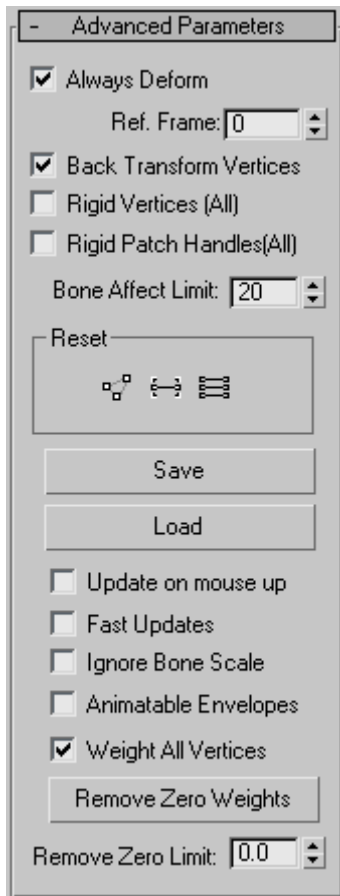 - Advanced Parameters
Always Deform
Ref. Frame: 0
Back Transform Vertices
Rigid Vertices (All)
Rigid Patch Handles(All)
Bone Affect Limit: 20
Reset
Save
Load
Update on mouse up
Fast Updates
Ignore Bone Scale
Animatable Envelopes
Weight All Vertices
Remove Zero Weights
Remove Zero Limit: 0.0